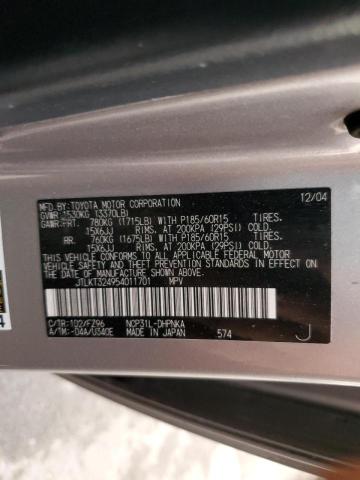 MFD.BY:TOYOTA MOTOR CORPORATION 12/04
GVWR:1530KG (3370LB)
GAWR:FRT. 780KG (1715LB) WITH P185/60R15 TIRES.
15X6JJ RIMS, AT 200KPA (29PSI) COLD.
RR. 760KG (1675LB) WITH P185/60R15 TIRES.
15X6JJ RIMS, AT 200KPA (29PSI) COLD.
THIS VEHICLE CONFORMS TO ALL APPLICABLE FEDERAL MOTOR
VEHICLE SAFETY AND THEFT PREVENTION STANDARDS IN
EFFECT ON THE DATE OF MANUFACTURE SHOWN ABOVE.
JTLKT324954011701 MPV
C/TR:1D2/FZ96 NCP31L-DHPNKA
A/TM:-04A/U340E MADE IN JAPAN 574 J
4